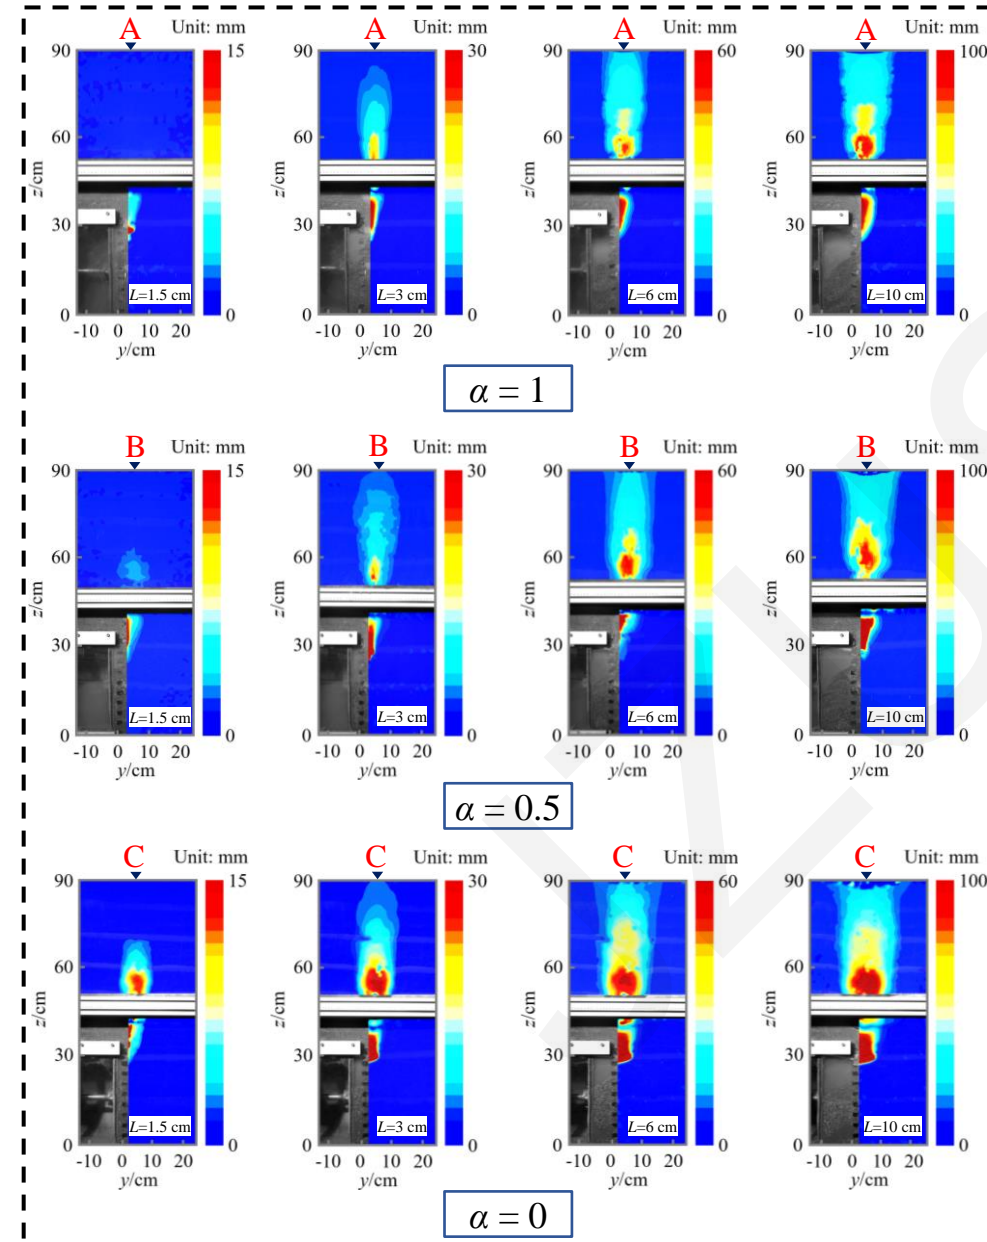 A Unit: mm A Unit: mm A Unit: mm A Unit: mm
90 15 90 30 90 60 90 100
60 60 60 60
z/cm z/cm z/cm z/cm
30 30 30 30
L=1.5 cm L=3 cm L=6 cm L=10 cm
0 0 0 0 0 0 0 0
-10 0 10 20 -10 0 10 20 -10 0 10 20 -10 0 10 20
y/cm y/cm y/cm y/cm
α = 1
B Unit: mm B Unit: mm B Unit: mm B Unit: mm
90 15 90 30 90 60 90 100
60 60 60 60
z/cm z/cm z/cm z/cm
30 30 30 30
L=1.5 cm L=3 cm L=6 cm L=10 cm
0 0 0 0 0 0 0 0
-10 0 10 20 -10 0 10 20 -10 0 10 20 -10 0 10 20
y/cm y/cm y/cm y/cm
α = 0.5
C Unit: mm C Unit: mm C Unit: mm C Unit: mm
90 15 90 30 90 60 90 100
60 60 60 60
z/cm z/cm z/cm z/cm
30 30 30 30
L=1.5 cm L=3 cm L=6 cm L=10 cm
0 0 0 0 0 0 0 0
-10 0 10 20 -10 0 10 20 -10 0 10 20 -10 0 10 20
y/cm y/cm y/cm y/cm
α = 0